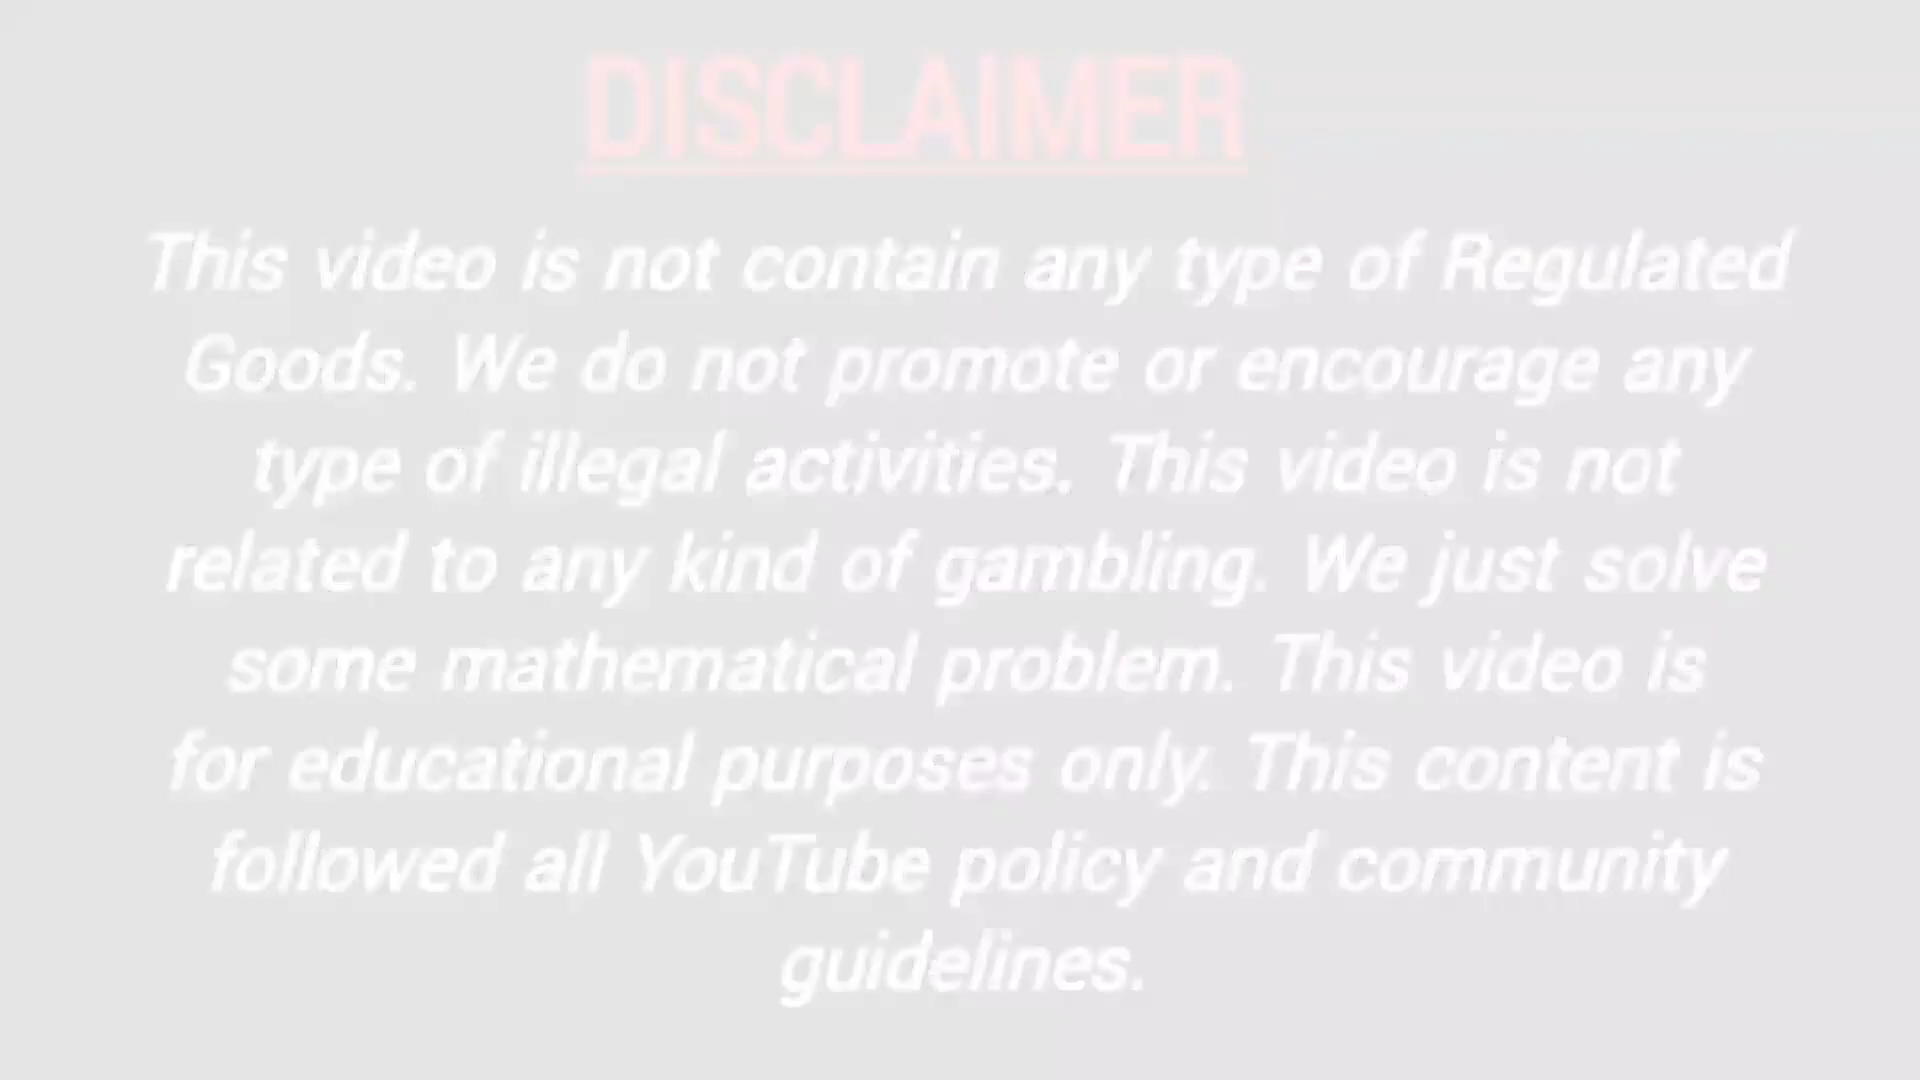 DISCLAIMER
This video is not contain any type of Regulated
Goods. We do not promote or encourage any
type of illegal activities. This video is not
related to any kind of gambling. We just solve
some mathematical problem. This video is
for educational purposes only. This content is
followed all YouTube policy and community
guidelines.